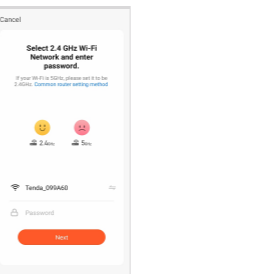 Cancel
Select 2.4 GHz Wi-Fi
Network and enter
password.
If your Wi-Fi is 5GHz, please set it to be
2.4GHz. Common router setting method
2.4GHz
5GHz
Tenda_099A60
Password
Next